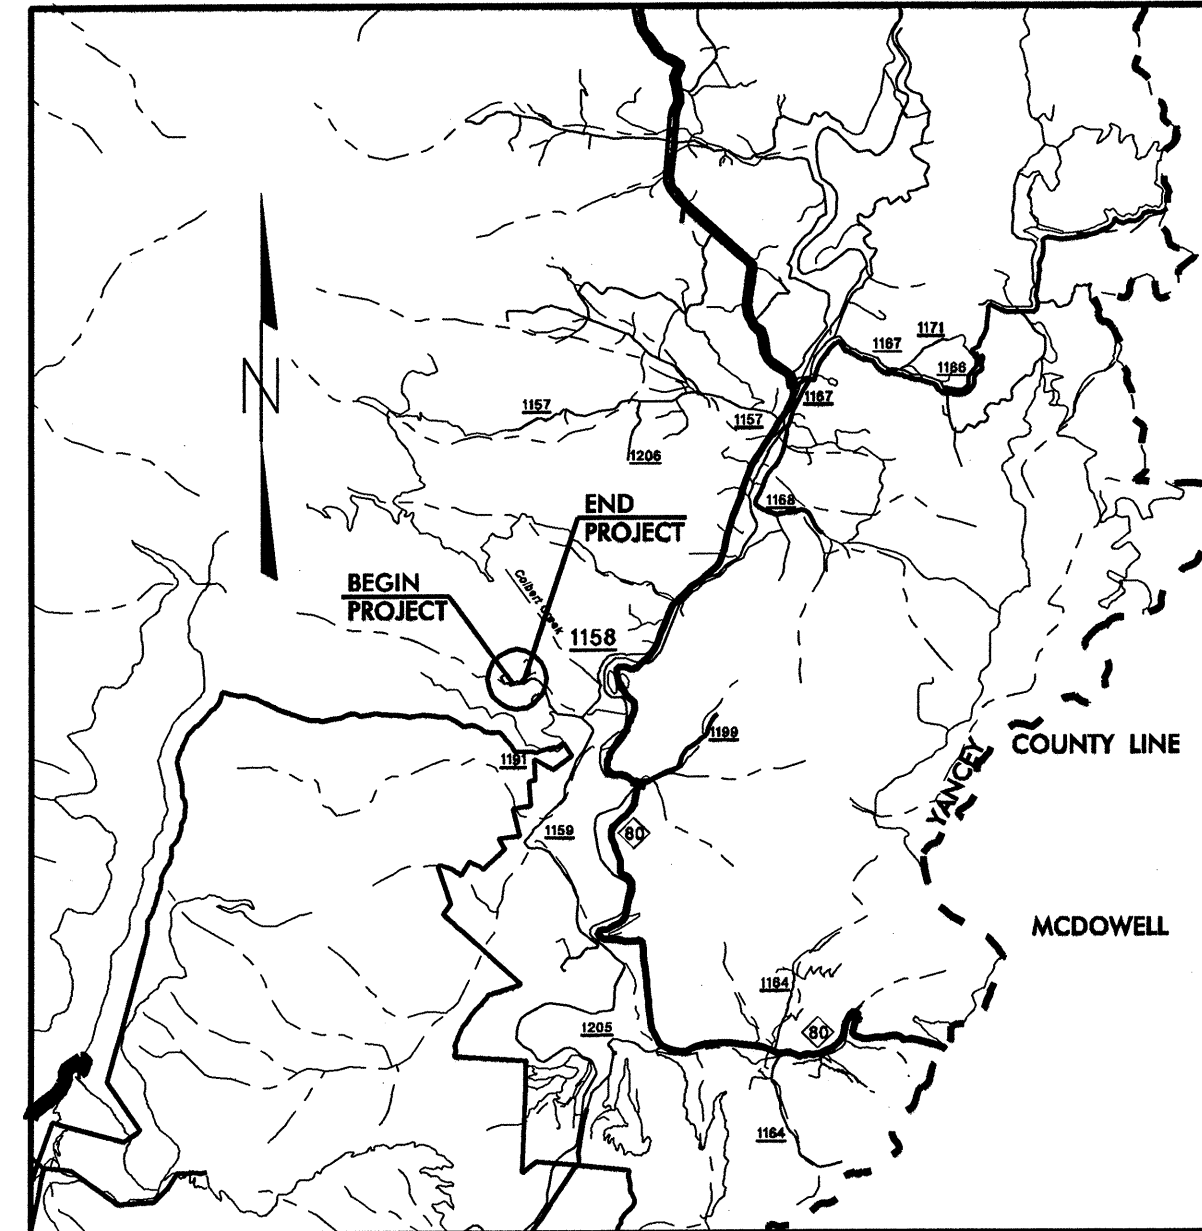 1171
1167
1166
1167
1157
1157
1206
1168
END
PROJECT
BEGIN
PROJECT
Colbert Creek
1158
N
1199
1191
COUNTY LINE
YANCEY
1159
80
MCDOWELL
1164
80
1205
1164